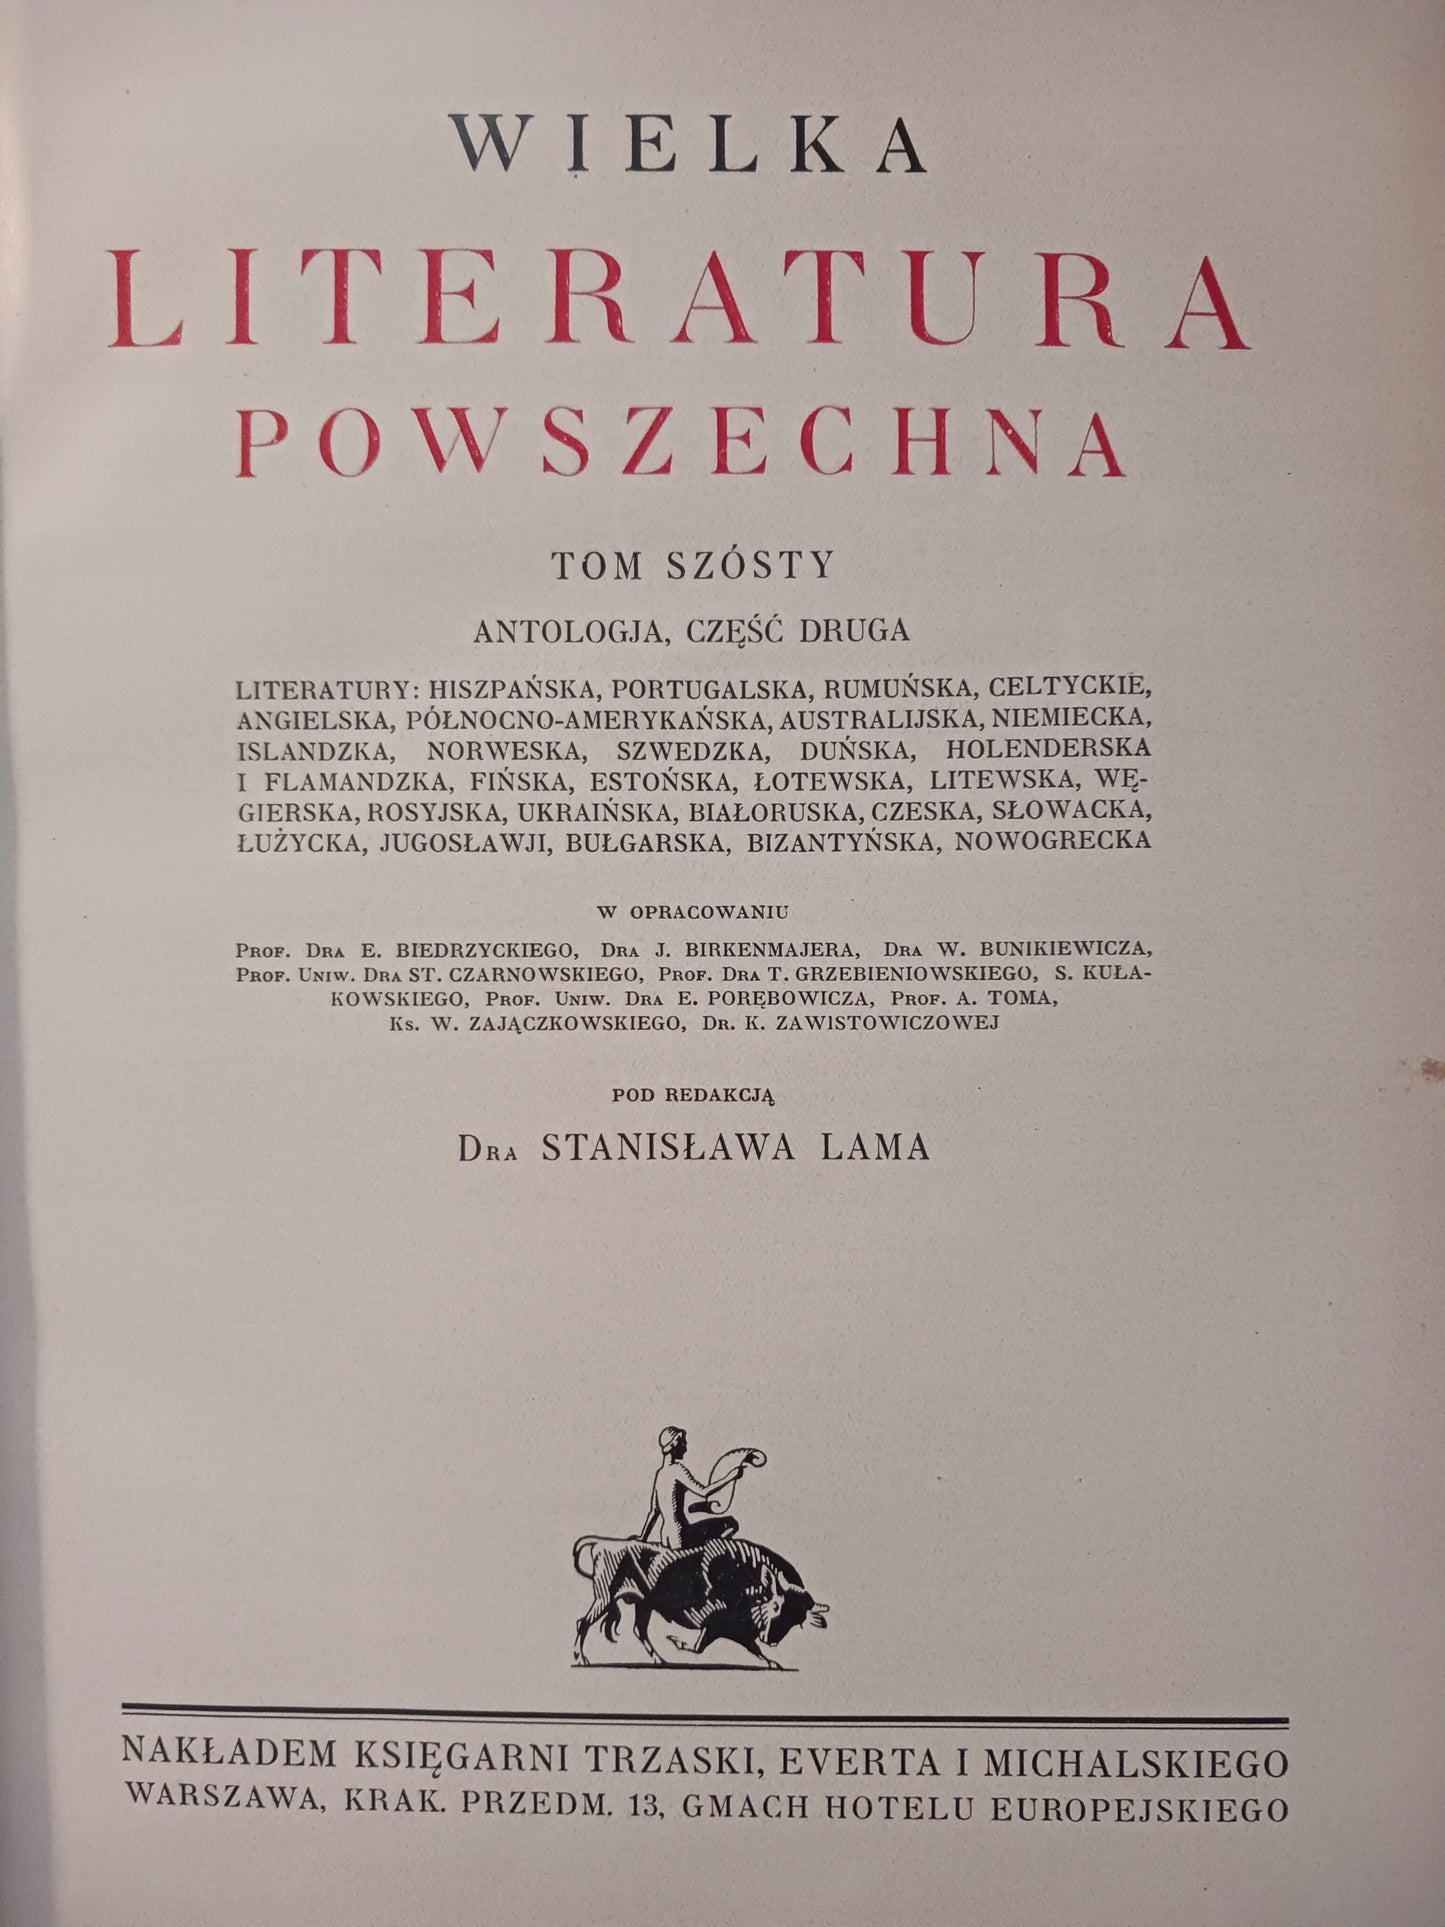 WIELKA
LITERATURA
POWSZECHNA
TOM SZÓSTY
ANTOLOGJA, CZĘŚĆ DRUGA
LITERATURY: HISZPAŃSKA, PORTUGALSKA, RUMUŃSKA, CELTYCKIE,
ANGIELSKA, PÓŁNOCNO-AMERYKAŃSKA, AUSTRALIJSKA, NIEMIECKA,
ISLANDZKA, NORWESKA, SZWEDZKA, DUŃSKA, HOLENDERSKA
I FLAMANDZKA, FIŃSKA, ESTOŃSKA, ŁOTEWSKA, LITEWSKA, WĘ-
GIERSKA, ROSYJSKA, UKRAIŃSKA, BIAŁORUSKA, CZESKA, SŁOWACKA,
ŁUŻYCKA, JUGOSŁAWJI, BUŁGARSKA, BIZANTYŃSKA, NOWOGRECKA
W OPRACOWANIU
PROF. DRA E. BIEDRZYCKIEGO, DRA J. BIRKENMAJERA, DRA W. BUNIKIEWICZA,
PROF. UNIW. DRA ST. CZARNOWSKIEGO, PROF. DRA T. GRZEBIENIOWSKIEGO, S. KUŁA-
KOWSKIEGO, PROF. UNIW. DRA E. PORĘBOWICZA, PROF. A. TOMA,
KS. W. ZAJĄCZKOWSKIEGO, DR. K. ZAWISTOWICZOWEJ
POD REDAKCJĄ
DRA STANISŁAWA LAMA
NAKŁADEM KSIĘGARNI TRZASKI, EVERTA I MICHALSKIEGO
WARSZAWA, KRAK. PRZEDM. 13, GMACH HOTELU EUROPEJSKIEGO